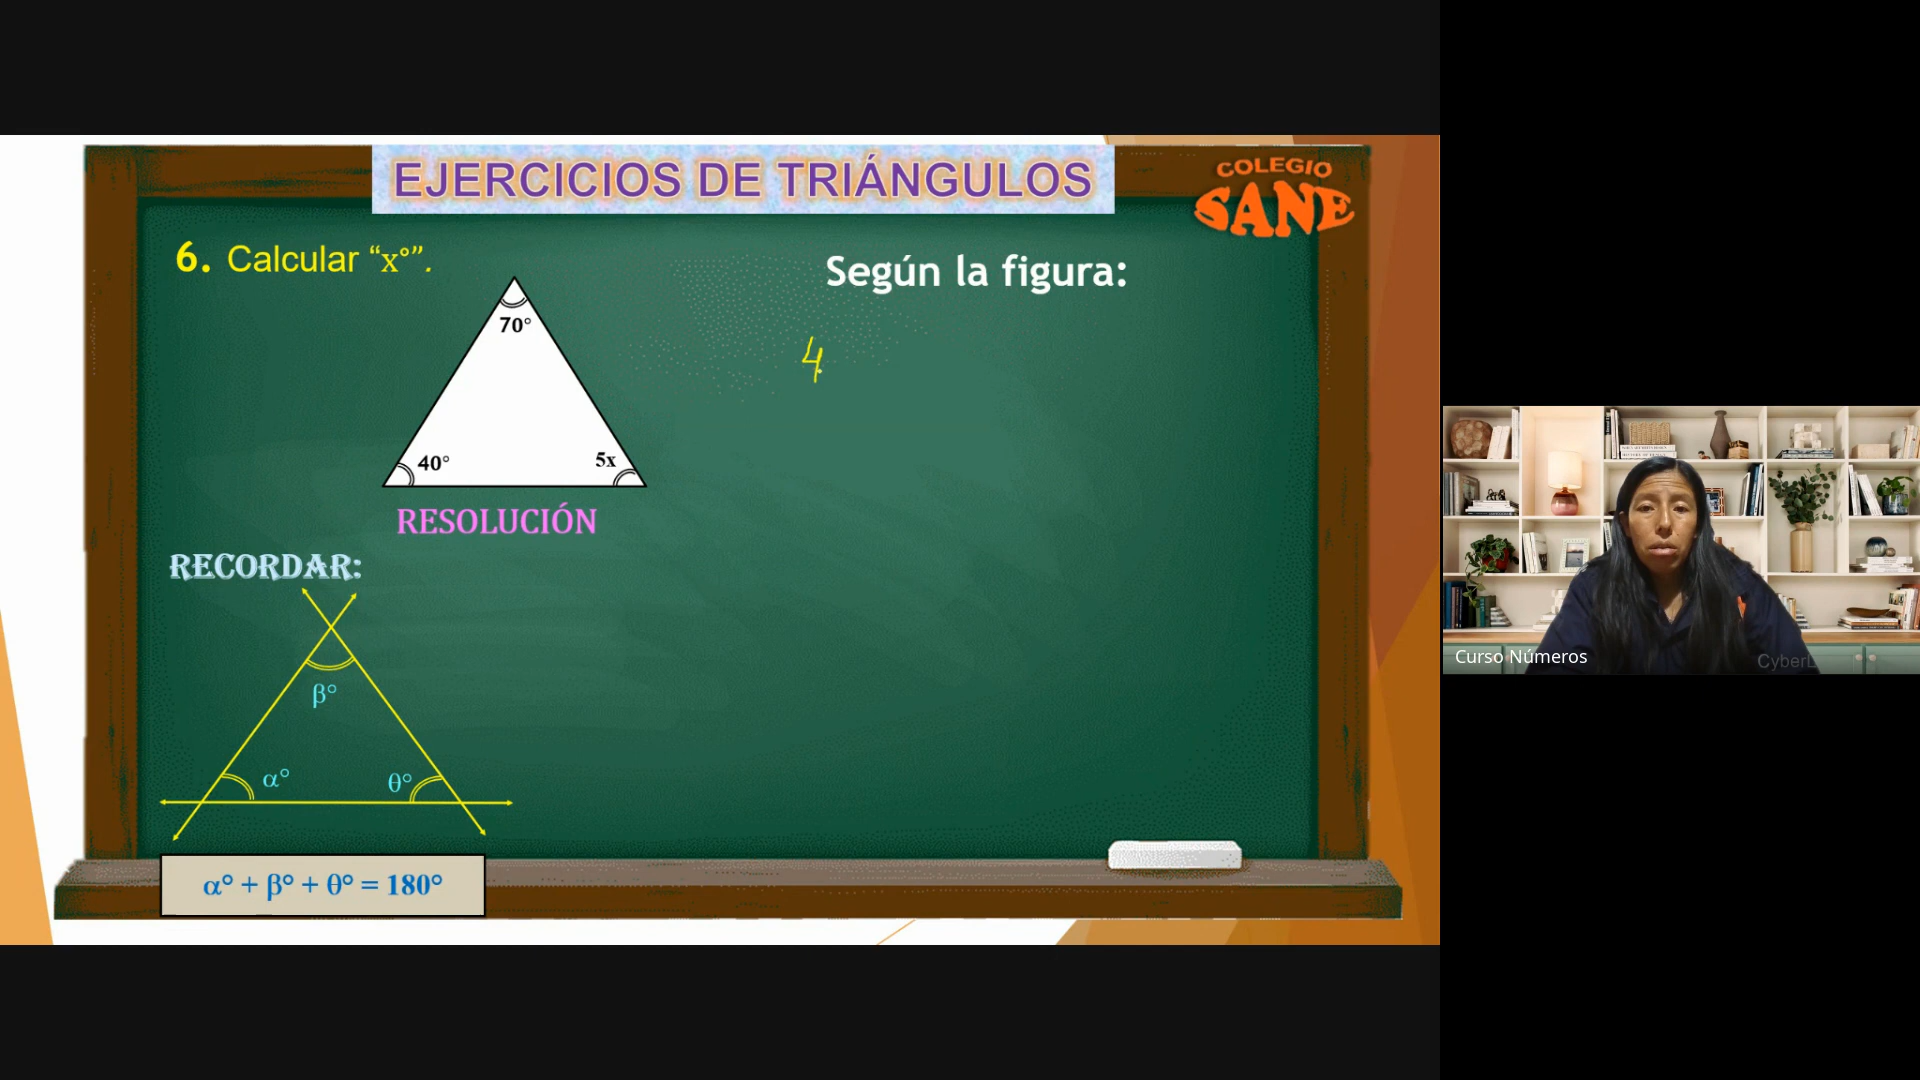 EJERCICIOS DE TRIÁNGULOS
COLEGIO
SANE
6. Calcular “x°”.
Según la figura:
70°
4
40°
5x
RESOLUCIÓN
RECORDAR:
β°
α°
θ°
α° + β° + θ° = 180°
Curso Números